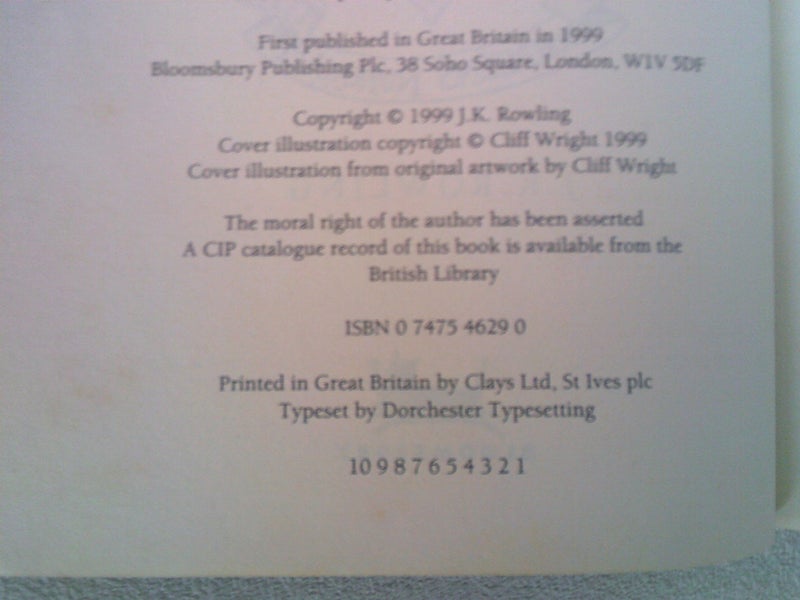 First published in Great Britain in 1999
Bloomsbury Publishing Plc, 38 Soho Square, London, W1V 5DF
Copyright © 1999 J.K. Rowling
Cover illustration copyright © Cliff Wright 1999
Cover illustration from original artwork by Cliff Wright
The moral right of the author has been asserted
A CIP catalogue record of this book is available from the
British Library
ISBN 0 7475 4629 0
Printed in Great Britain by Clays Ltd, St Ives plc
Typeset by Dorchester Typesetting
10 9 8 7 6 5 4 3 2 1